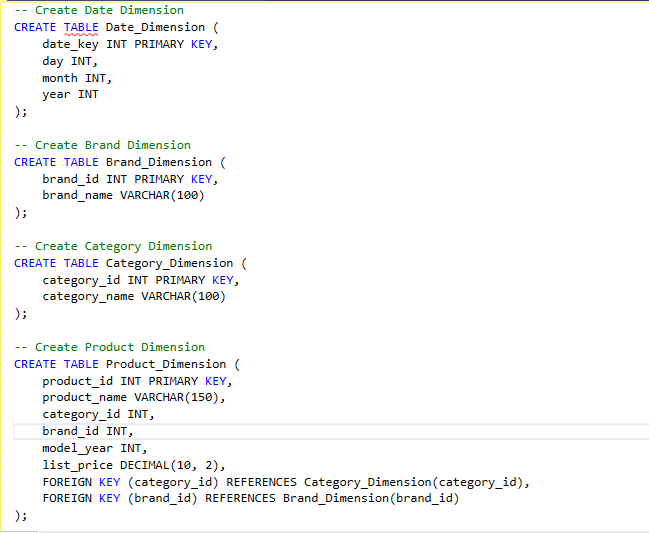 -- Create Date Dimension
CREATE TABLE Date_Dimension (
    date_key INT PRIMARY KEY,
    day INT,
    month INT,
    year INT
);

-- Create Brand Dimension
CREATE TABLE Brand_Dimension (
    brand_id INT PRIMARY KEY,
    brand_name VARCHAR(100)
);

-- Create Category Dimension
CREATE TABLE Category_Dimension (
    category_id INT PRIMARY KEY,
    category_name VARCHAR(100)
);

-- Create Product Dimension
CREATE TABLE Product_Dimension (
    product_id INT PRIMARY KEY,
    product_name VARCHAR(150),
    category_id INT,
    brand_id INT,
    model_year INT,
    list_price DECIMAL(10, 2),
    FOREIGN KEY (category_id) REFERENCES Category_Dimension(category_id),
    FOREIGN KEY (brand_id) REFERENCES Brand_Dimension(brand_id)
);